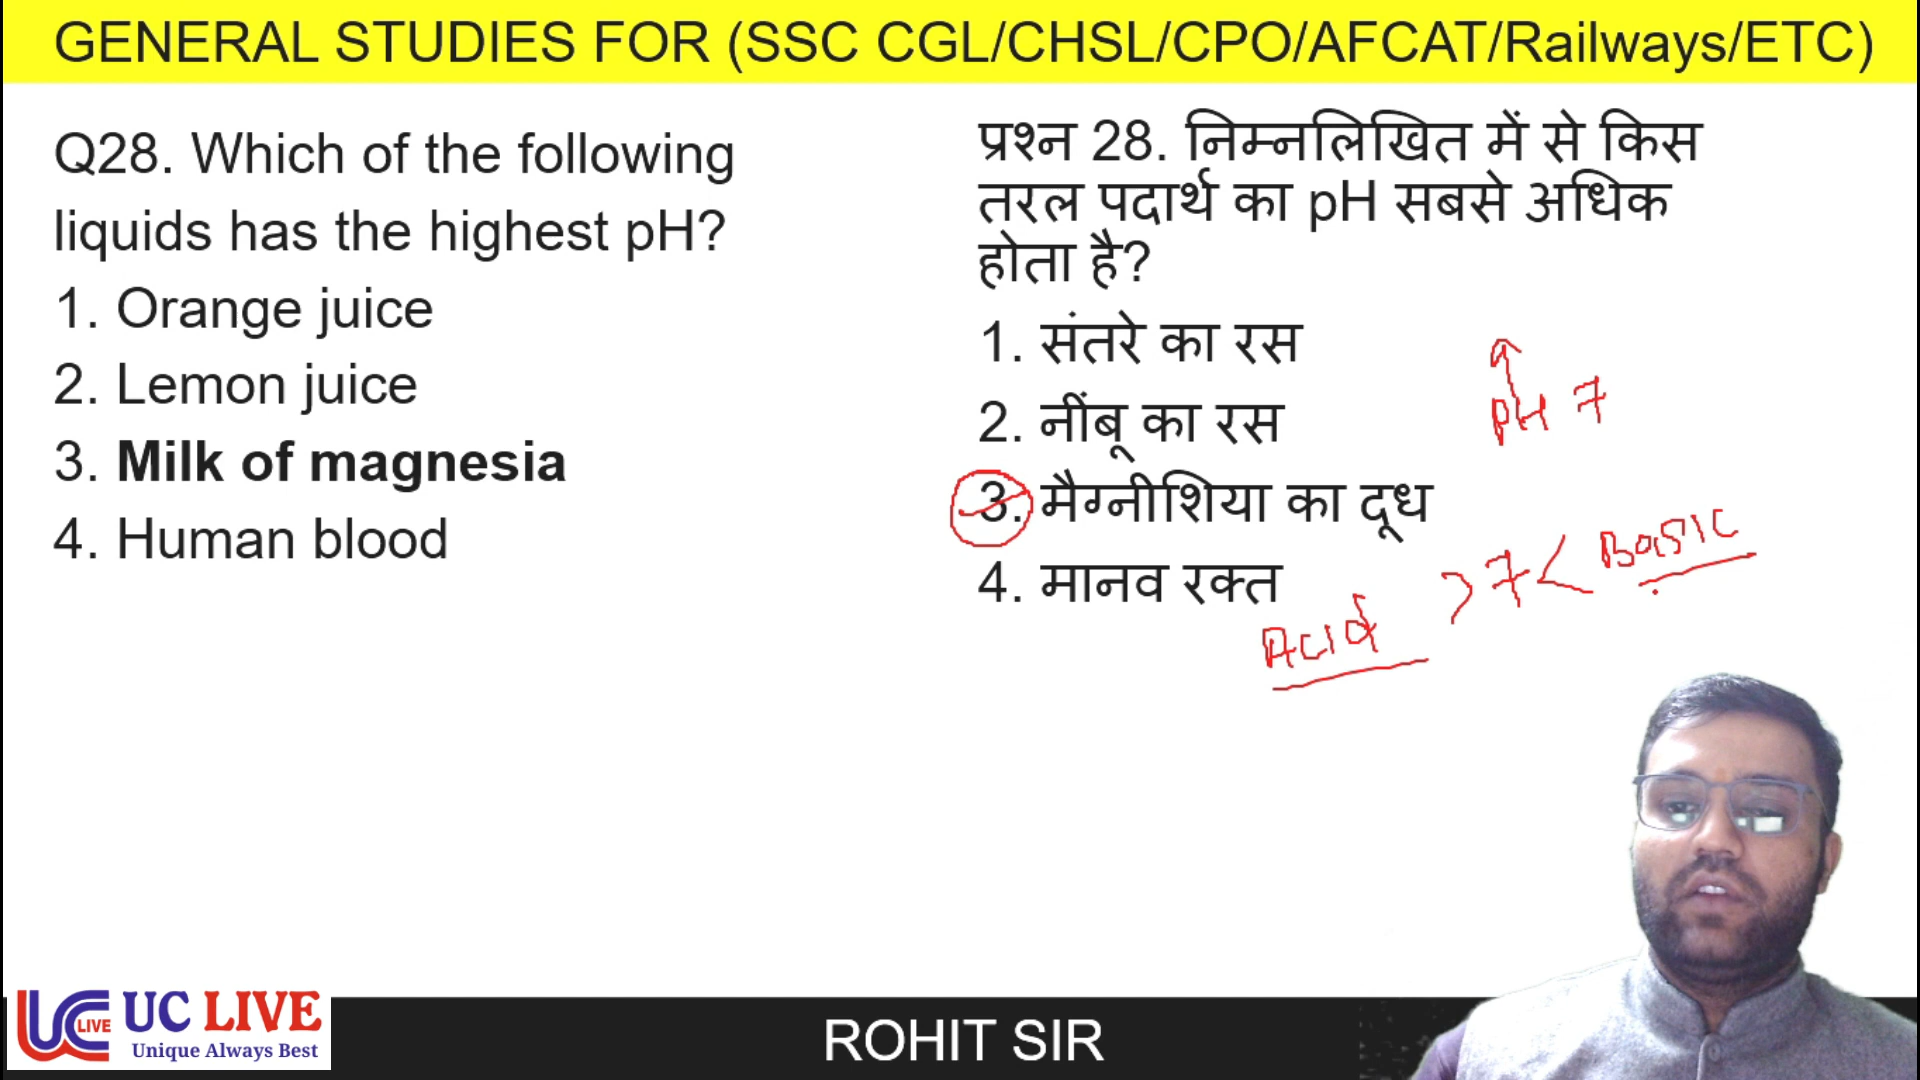 GENERAL STUDIES FOR (SSC CGL/CHSL/CPO/AFCAT/Railways/ETC)
Q28. Which of the following
liquids has the highest pH?
1. Orange juice
2. Lemon juice
3. Milk of magnesia
4. Human blood
प्रश्न 28. निम्नलिखित में से किस
तरल पदार्थ का pH सबसे अधिक
होता है?
1. संतरे का रस
2. नींबू का रस
3. मैग्नीशिया का दूध
4. मानव रक्त
PH 7
Acid > 7 < Basic
UC LIVE
LIVE
Unique Always Best
ROHIT SIR